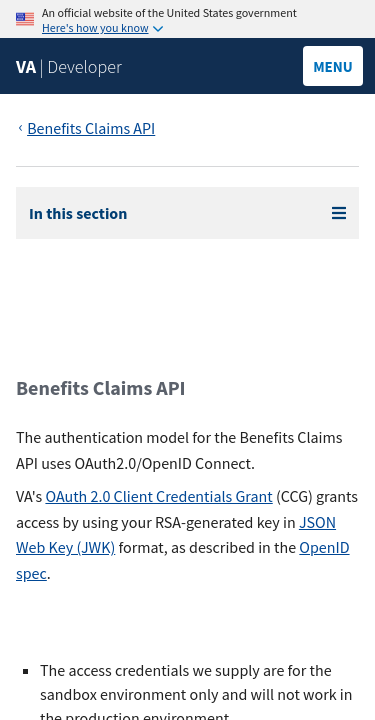 An official website of the United States government
Here's how you know
VA | Developer
MENU
‹ Benefits Claims API
In this section
Benefits Claims API
The authentication model for the Benefits Claims
API uses OAuth2.0/OpenID Connect.
VA's OAuth 2.0 Client Credentials Grant (CCG) grants
access by using your RSA-generated key in JSON
Web Key (JWK) format, as described in the OpenID
spec.
▪ The access credentials we supply are for the
sandbox environment only and will not work in
the production environment.